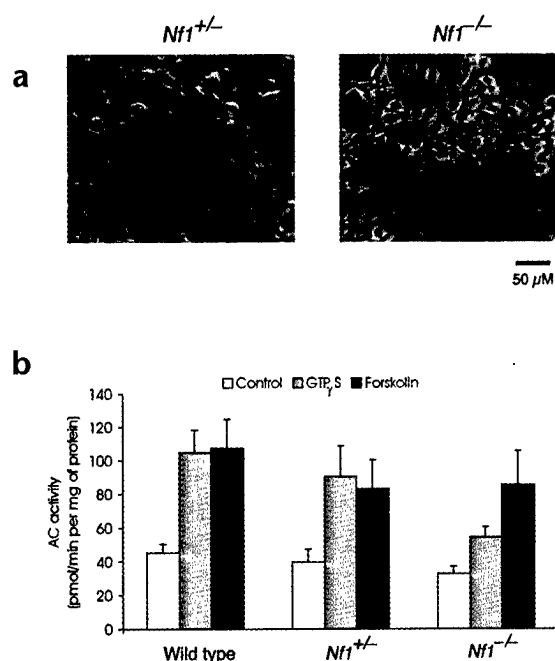 Nf1+/− Nf1−/−
a
50 µM
b
Control GTPγS Forskolin
AC activity
(pmol/min per mg of protein)
140
120
100
80
60
40
20
0
Wild type Nf1+/− Nf1−/−